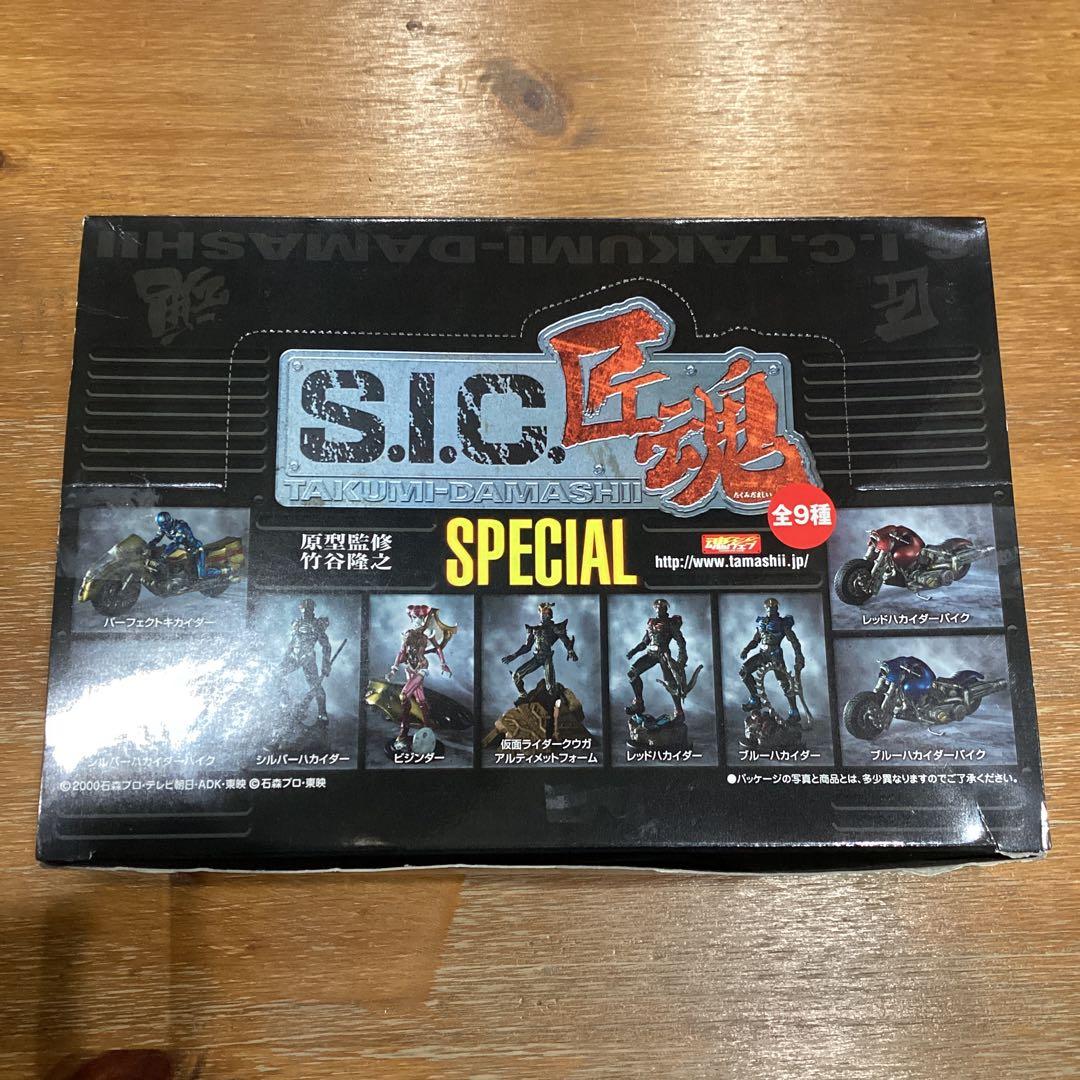 S.I.C.TAKUMI-DAMASHII
匠
魂
S.I.C.匠魂
TAKUMI-DAMASHII
たくみだましい
全9種
原型監修
竹谷隆之
SPECIAL
魂ウェブ
http://www.tamashii.jp/
パーフェクトキカイダー
レッドハカイダーバイク
シルバーハカイダーバイク
シルバーハカイダー
ビジンダー
仮面ライダークウガ
アルティメットフォーム
レッドハカイダー
ブルーハカイダー
ブルーハカイダーバイク
©2000石森プロ・テレビ朝日・ADK・東映 ©石森プロ・東映
●パッケージの写真と商品とは、多少異なりますのでご了承ください。